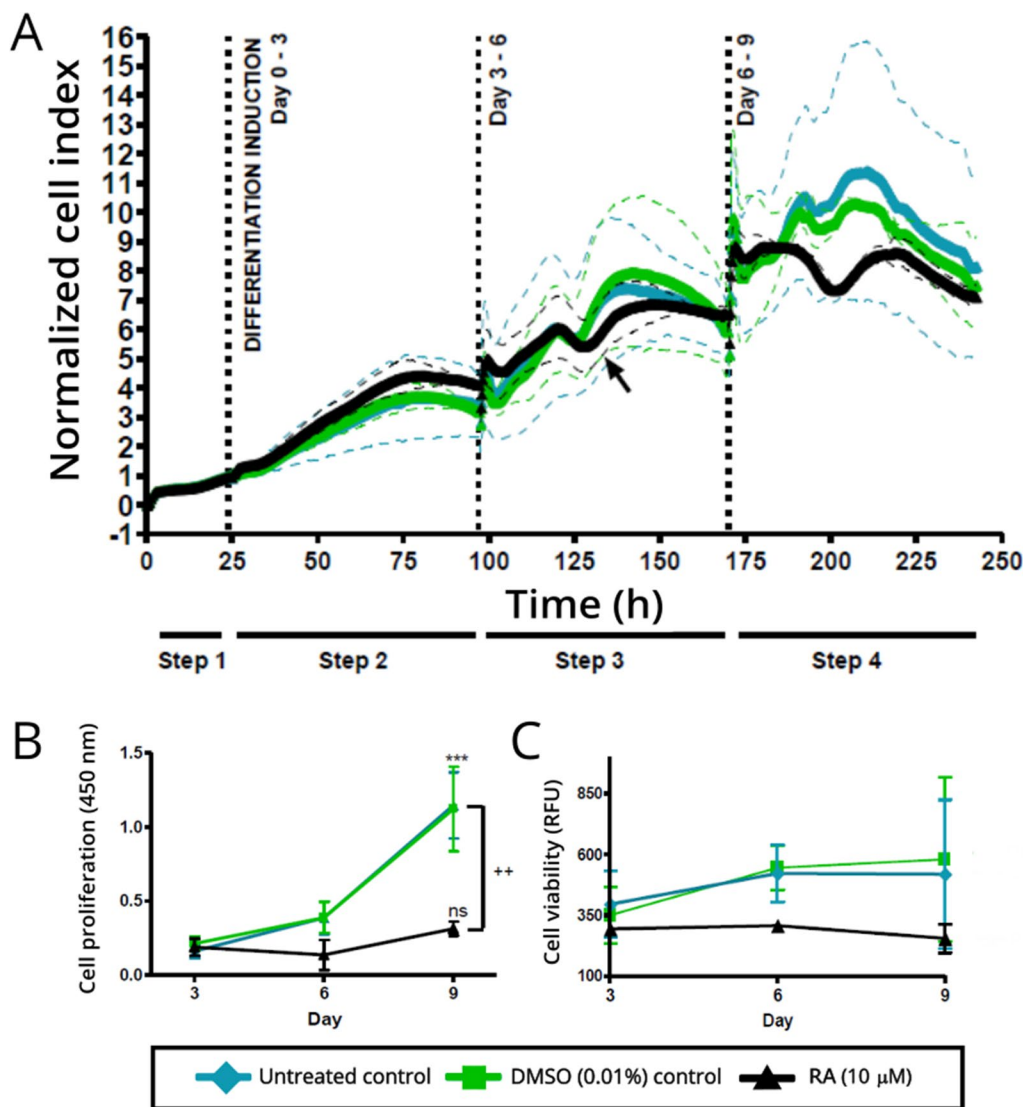 A
Normalized cell index
16
15
14
13
12
11
10
9
8
7
6
5
4
3
2
1
0
-1
DIFFERENTIATION INDUCTION
Day 0 - 3
Day 3 - 6
Day 6 - 9
0 25 50 75 100 125 150 175 200 225 250
Time (h)
Step 1 Step 2 Step 3 Step 4
B
Cell proliferation (450 nm)
1.5
1.0
0.5
0.0
***
++
ns
3 6 9
Day
C
Cell viability (RFU)
850
600
350
100
3 6 9
Day
Untreated control DMSO (0.01%) control RA (10 μM)